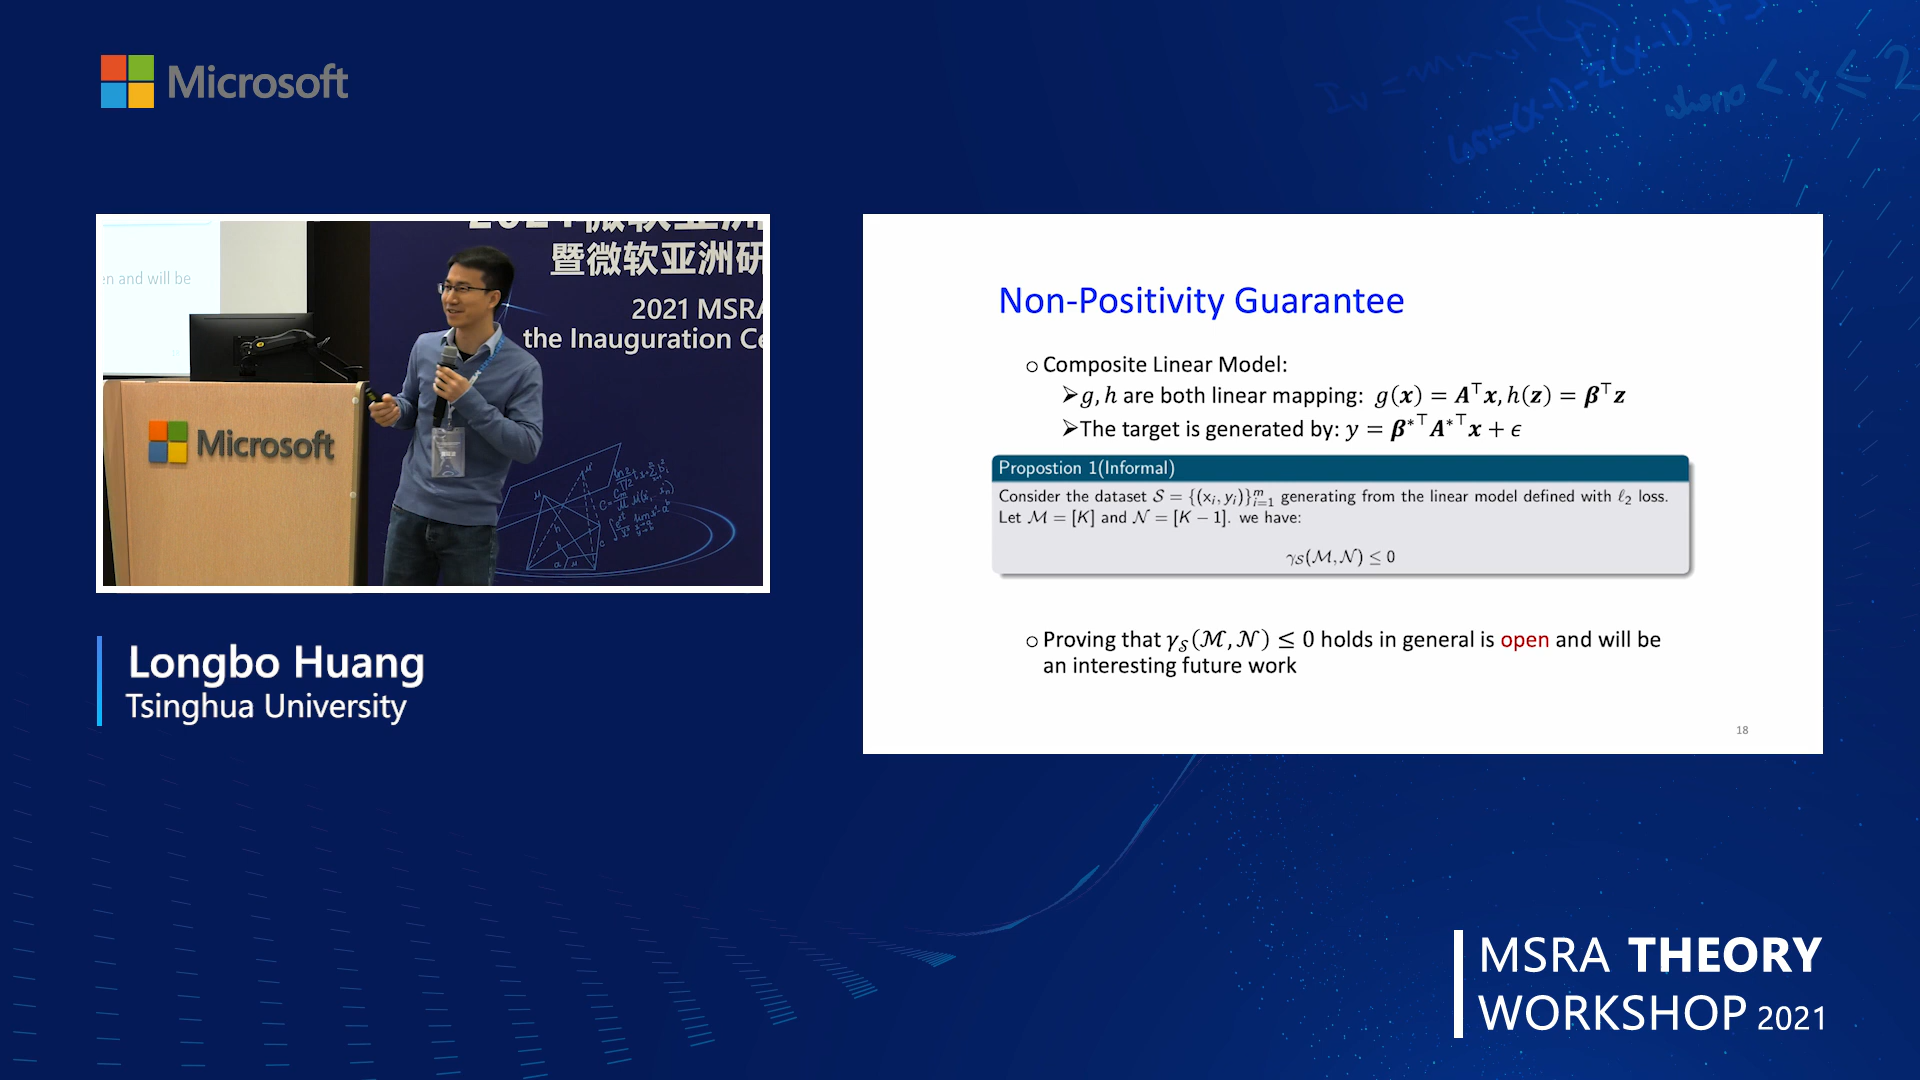 Microsoft
en and will be
暨微软亚洲研
2021 MSRA
the Inauguration Ce
Microsoft
Longbo Huang
Tsinghua University
Non-Positivity Guarantee
○ Composite Linear Model:
➢ g, h are both linear mapping: g(x) = A⊤x, h(z) = β⊤z
➢ The target is generated by: y = β*⊤A*⊤x + ϵ
Propostion 1(Informal)
Consider the dataset 𝒮 = {(xᵢ, yᵢ)}ᵢ₌₁ᵐ generating from the linear model defined with ℓ₂ loss.
Let ℳ = [K] and 𝒩 = [K − 1]. we have:
γ𝒮(ℳ, 𝒩) ≤ 0
○ Proving that γ𝒮(ℳ, 𝒩) ≤ 0 holds in general is open and will be
an interesting future work
18
MSRA THEORY
WORKSHOP 2021